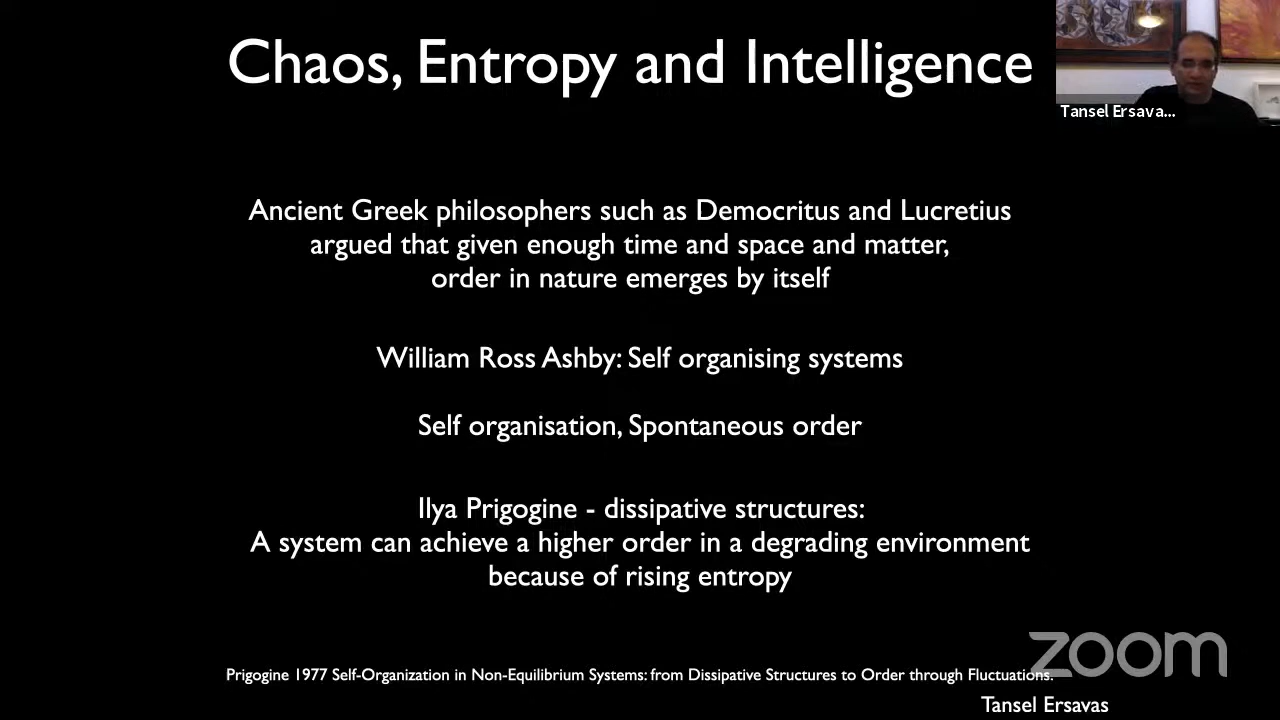 Chaos, Entropy and Intelligence
Tansel Ersava...
Ancient Greek philosophers such as Democritus and Lucretius
argued that given enough time and space and matter,
order in nature emerges by itself
William Ross Ashby: Self organising systems
Self organisation, Spontaneous order
Ilya Prigogine - dissipative structures:
A system can achieve a higher order in a degrading environment
because of rising entropy
zoom
Prigogine 1977 Self-Organization in Non-Equilibrium Systems: from Dissipative Structures to Order through Fluctuations.
Tansel Ersavas